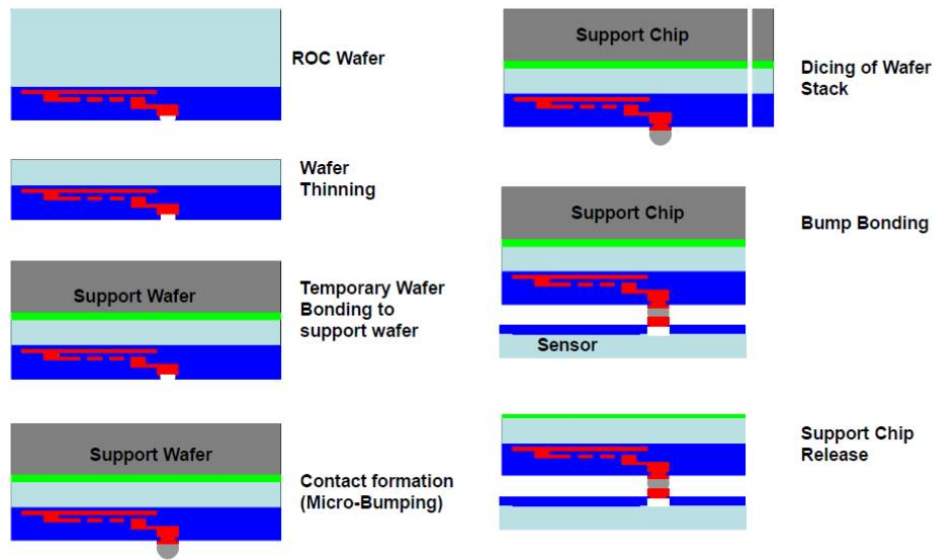 ROC Wafer
Wafer
Thinning
Support Wafer
Temporary Wafer
Bonding to
support wafer
Support Wafer
Contact formation
(Micro-Bumping)
Support Chip
Dicing of Wafer
Stack
Support Chip
Bump Bonding
Sensor
Support Chip
Release